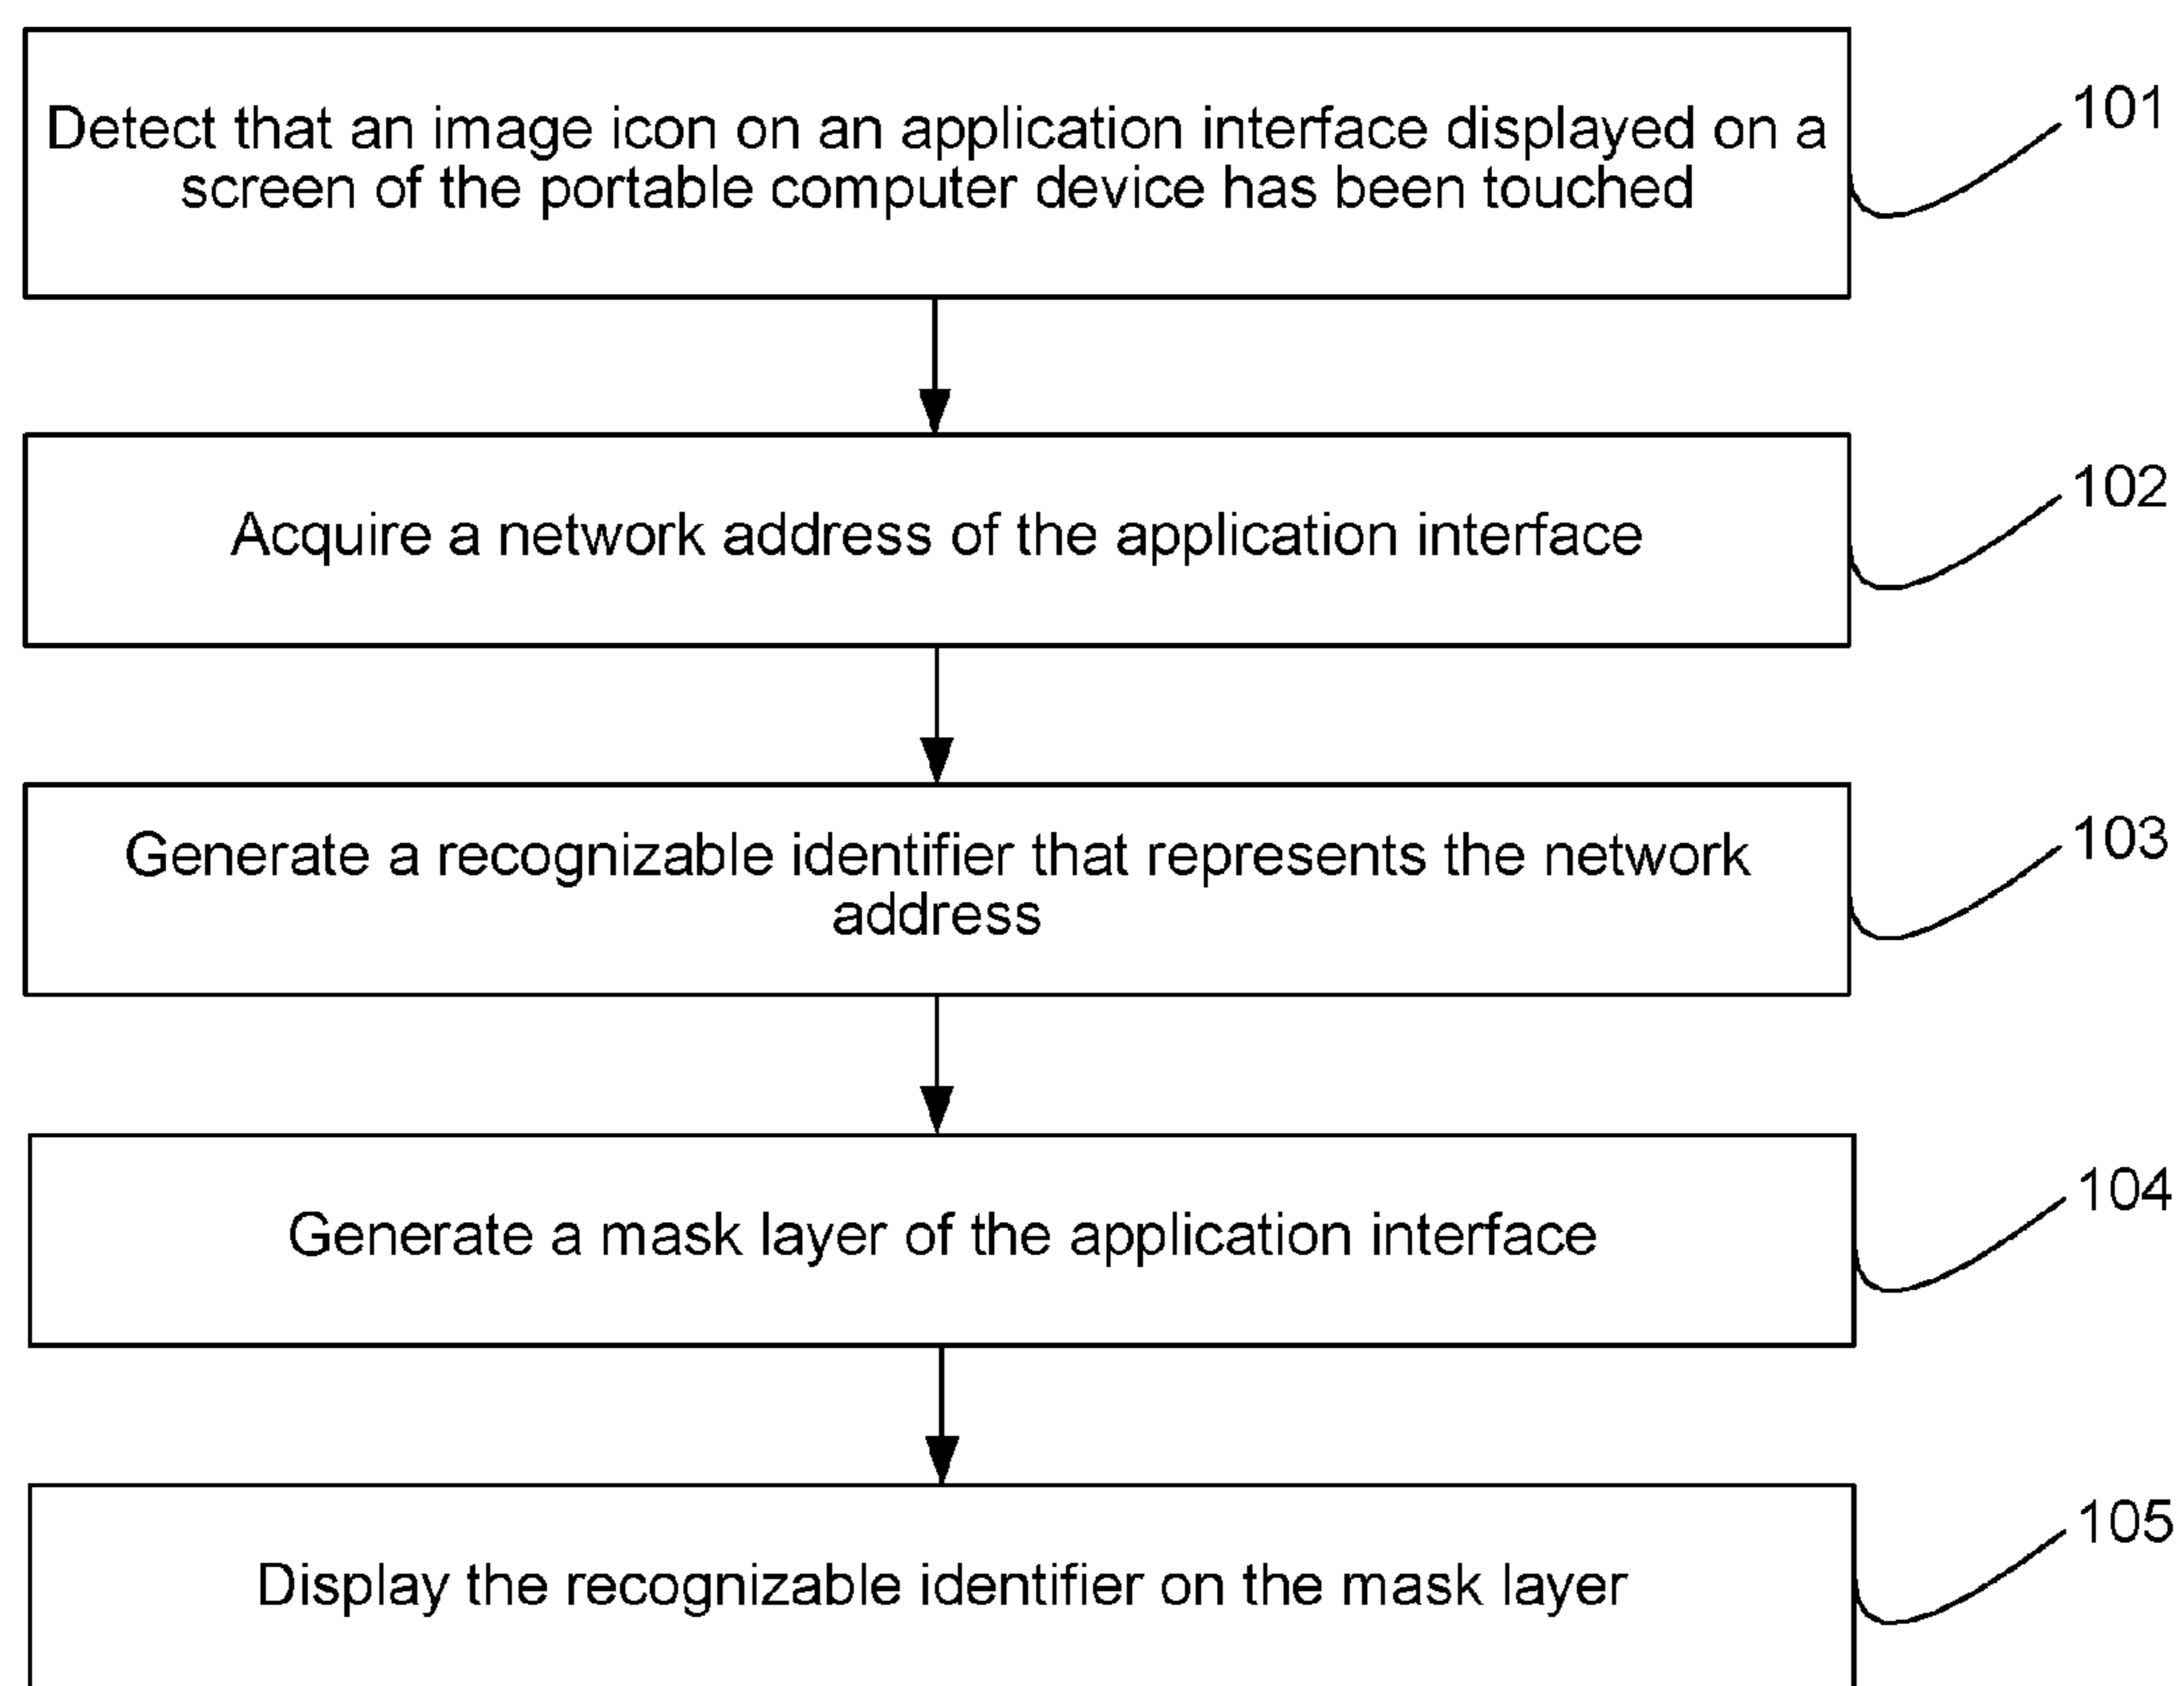 Detect that an image icon on an application interface displayed on a
screen of the portable computer device has been touched
101
Acquire a network address of the application interface
102
Generate a recognizable identifier that represents the network
address
103
Generate a mask layer of the application interface
104
Display the recognizable identifier on the mask layer
105